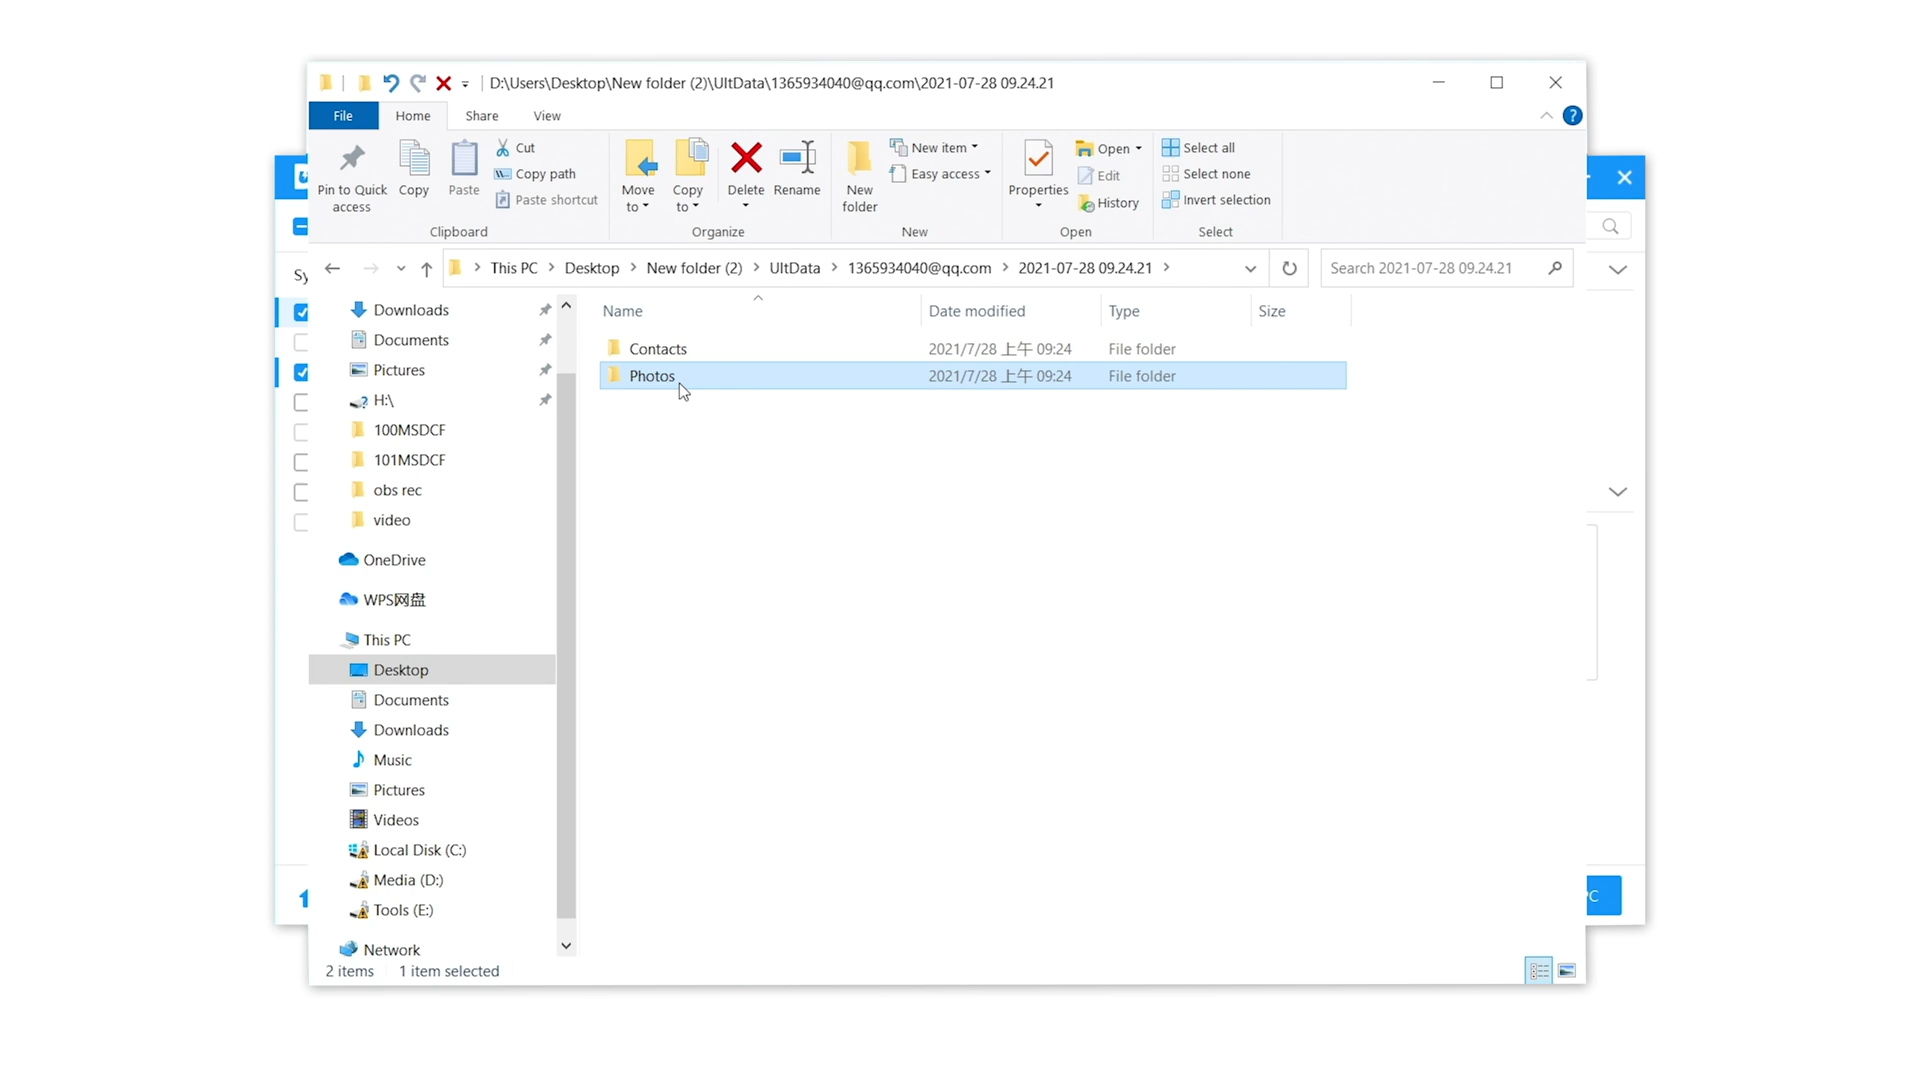 D:\Users\Desktop\New folder (2)\UltData\1365934040@qq.com\2021-07-28 09.24.21
File Home Share View
Pin to Quick access
Copy
Paste
Cut
Copy path
Paste shortcut
Clipboard
Move to
Copy to
Delete
Rename
Organize
New folder
New item
Easy access
New
Properties
Open
Edit
History
Open
Select all
Select none
Invert selection
Select
This PC > Desktop > New folder (2) > UltData > 1365934040@qq.com > 2021-07-28 09.24.21 >
Search 2021-07-28 09.24.21
Sy
Downloads
Documents
Pictures
H:\
100MSDCF
101MSDCF
obs rec
video
OneDrive
WPS网盘
This PC
Desktop
Documents
Downloads
Music
Pictures
Videos
Local Disk (C:)
Media (D:)
Tools (E:)
Network
Name Date modified Type Size
Contacts 2021/7/28 上午 09:24 File folder
Photos 2021/7/28 上午 09:24 File folder
2 items 1 item selected